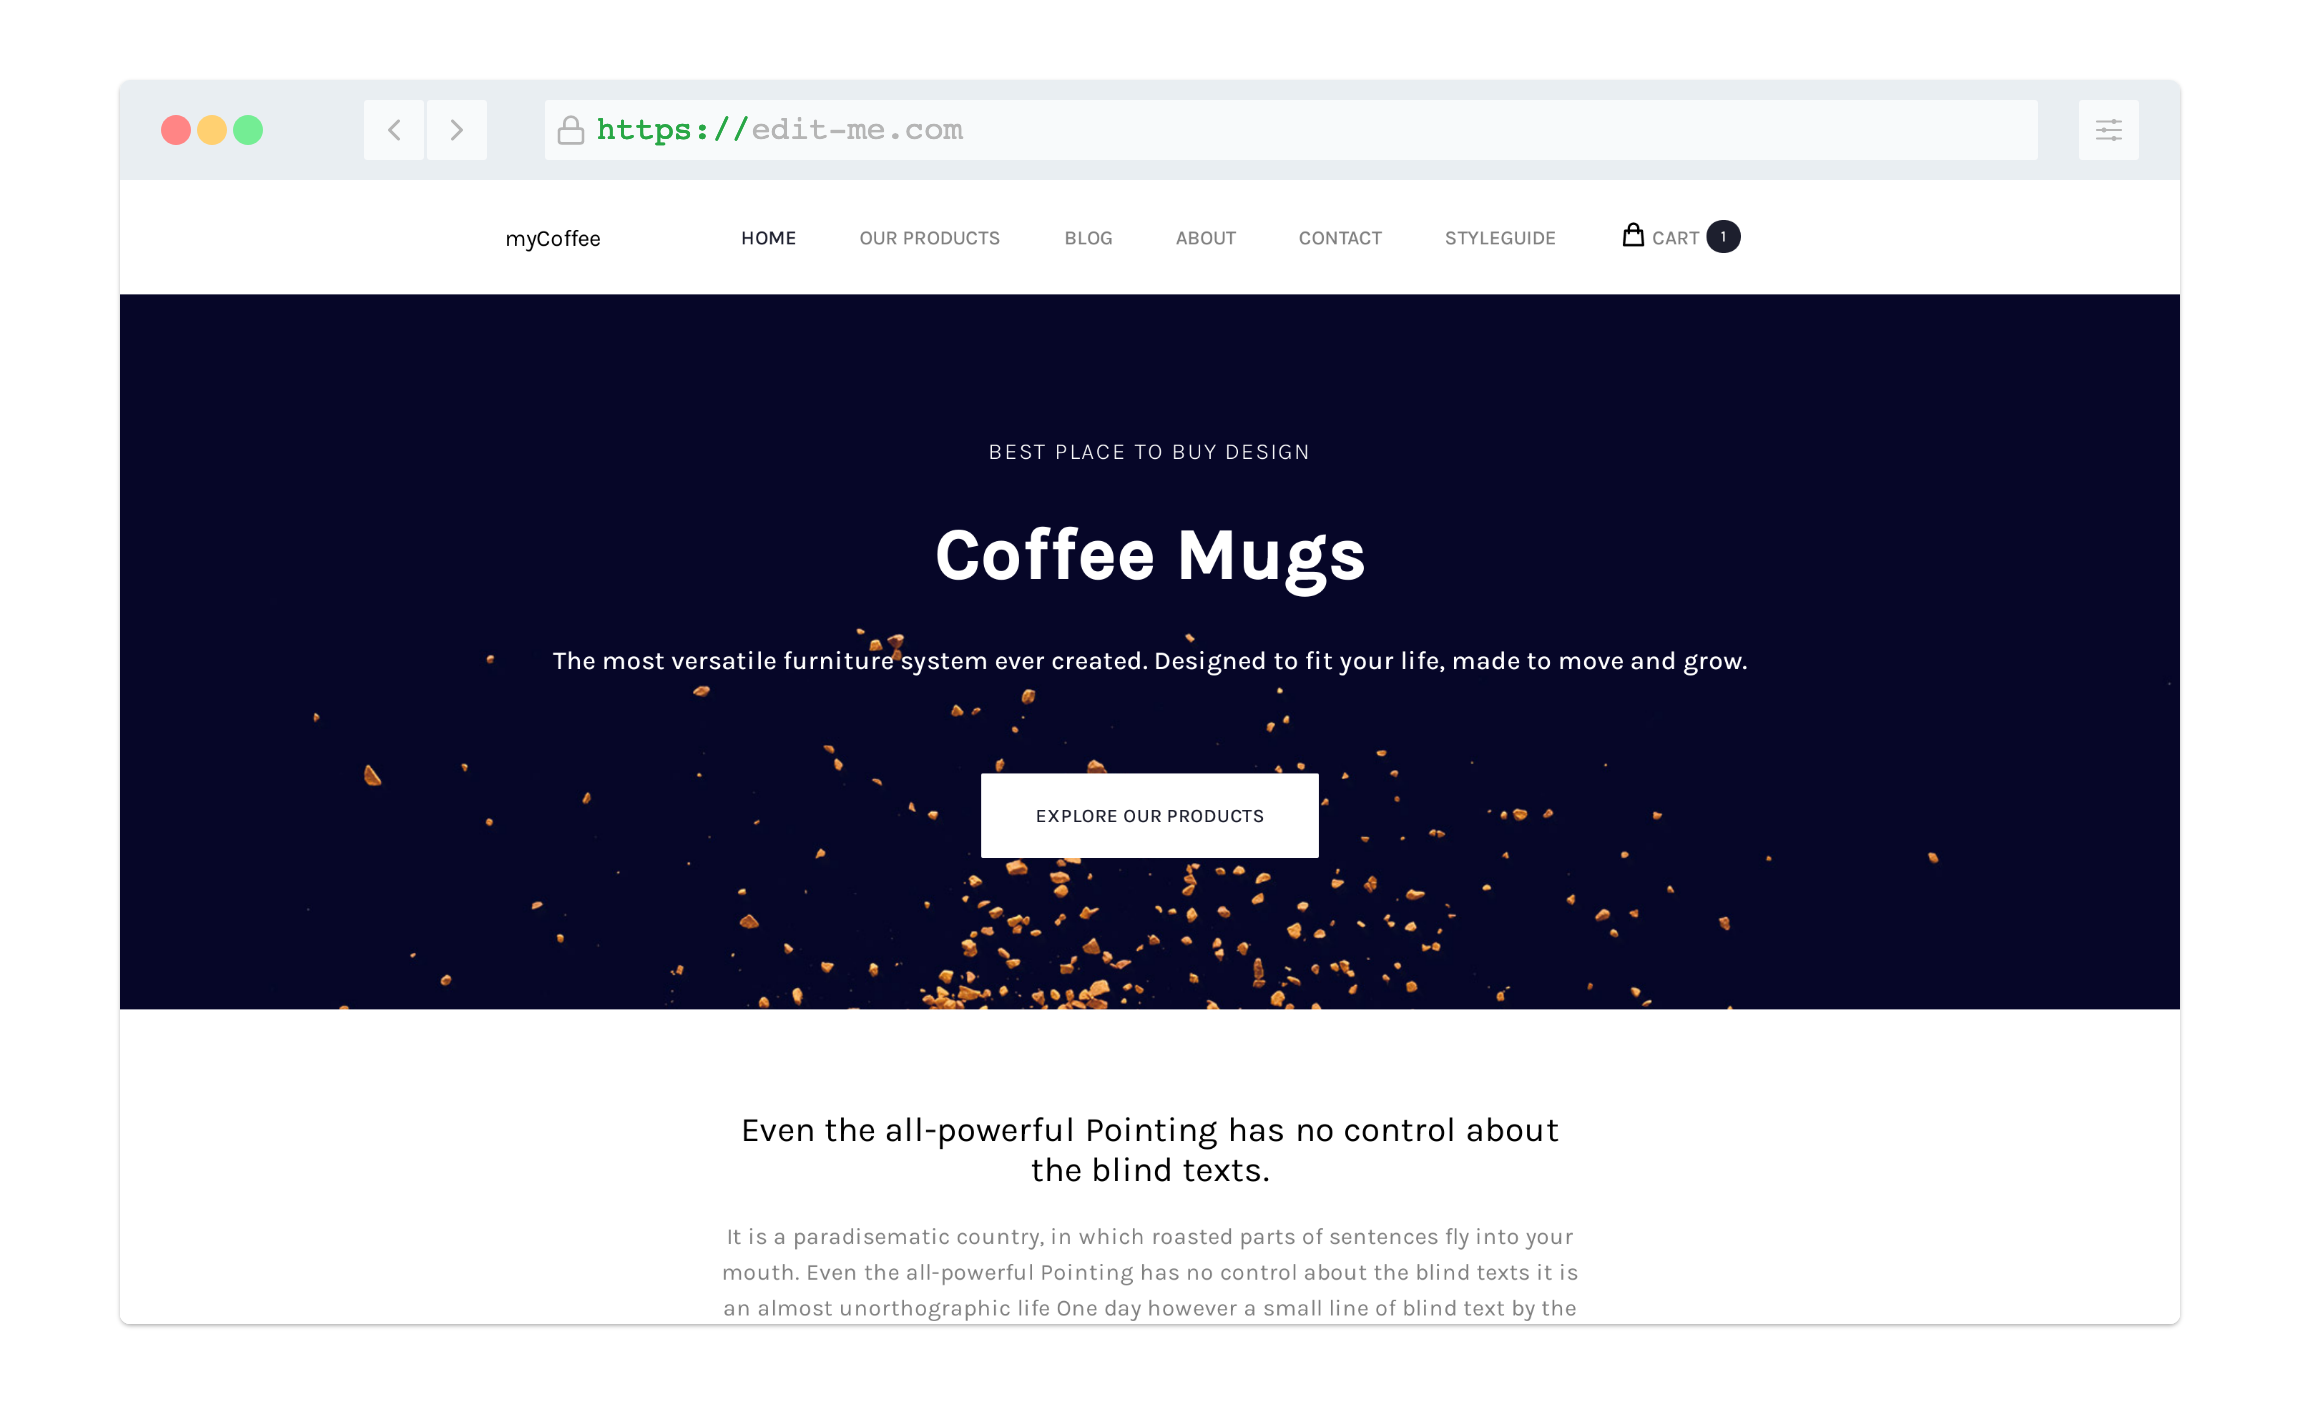 https://edit-me.com
myCoffee HOME OUR PRODUCTS BLOG ABOUT CONTACT STYLEGUIDE CART 1
BEST PLACE TO BUY DESIGN
Coffee Mugs
The most versatile furniture system ever created. Designed to fit your life, made to move and grow.
EXPLORE OUR PRODUCTS
Even the all-powerful Pointing has no control about
the blind texts.
It is a paradisematic country, in which roasted parts of sentences fly into your
mouth. Even the all-powerful Pointing has no control about the blind texts it is
an almost unorthographic life One day however a small line of blind text by the